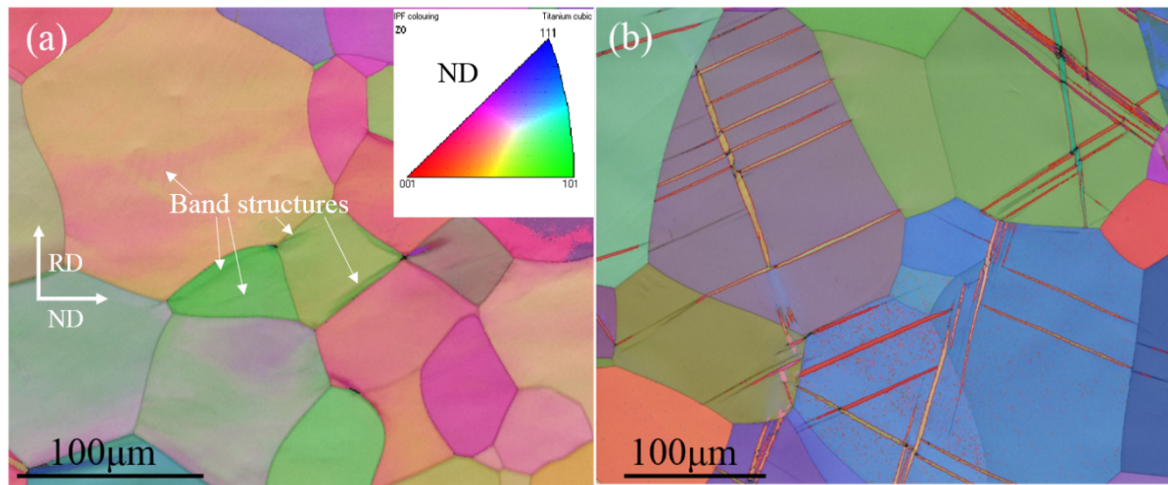 (a)
IPF colouring Titanium cubic
Z0
111
ND
001 101
Band structures
RD
ND
100μm
(b)
100μm